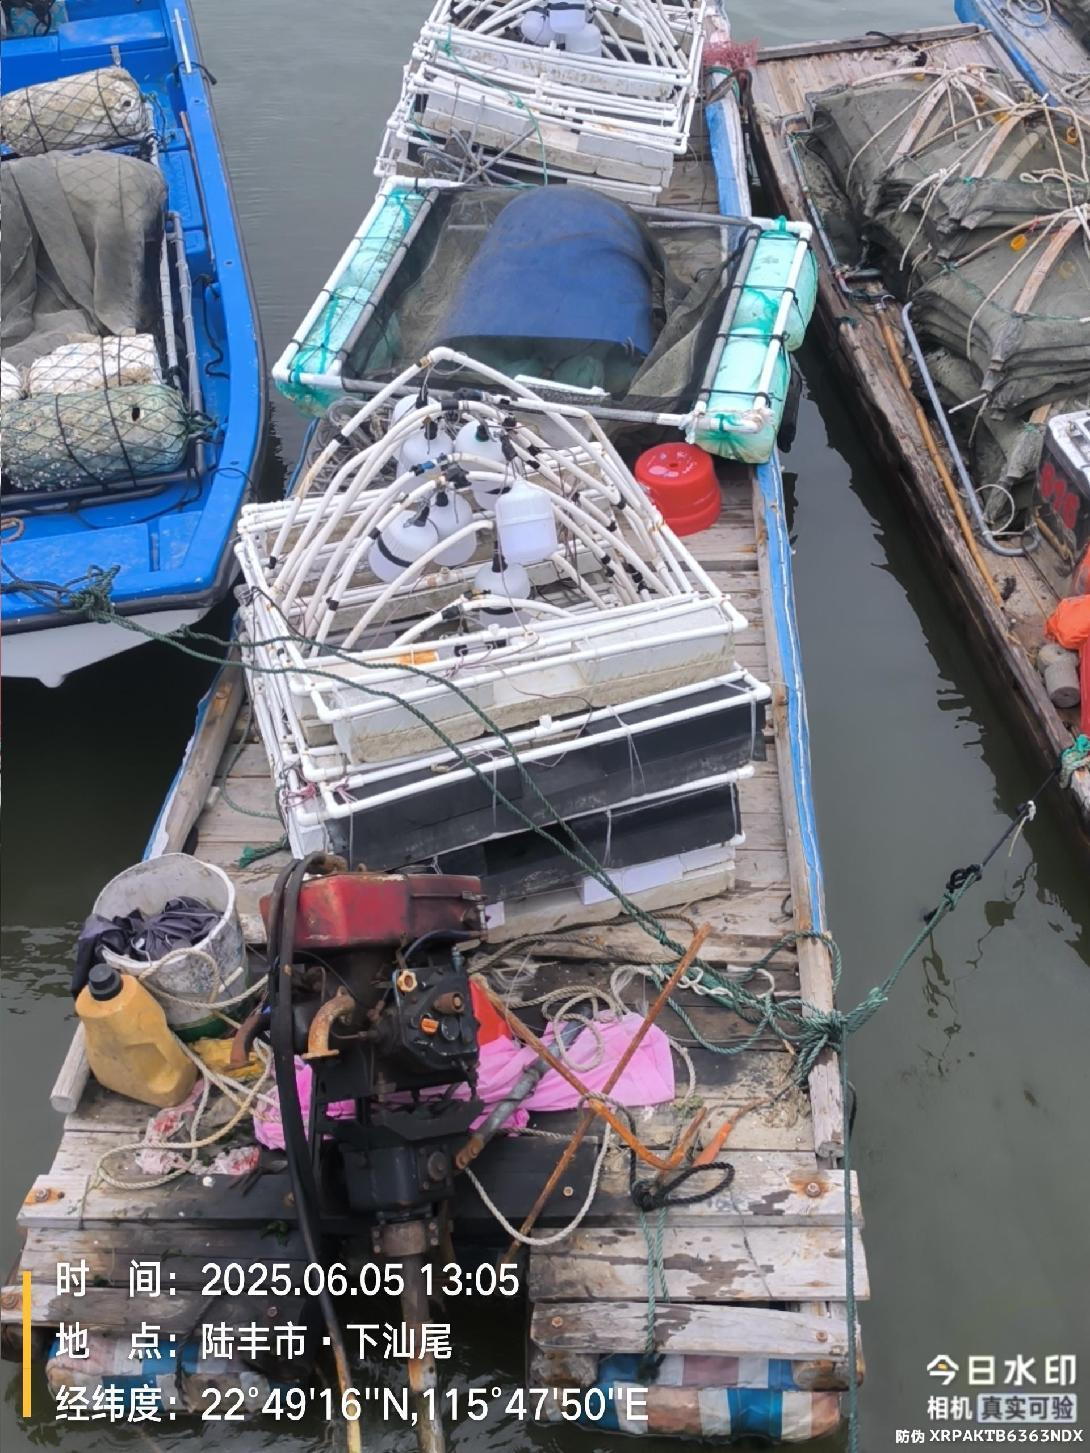 时 间：2025.06.05 13:05
地 点：陆丰市·下汕尾
经纬度：22°49'16"N,115°47'50"E
今日水印
相机 真实可验
防伪 XRPAKTB6363NDX